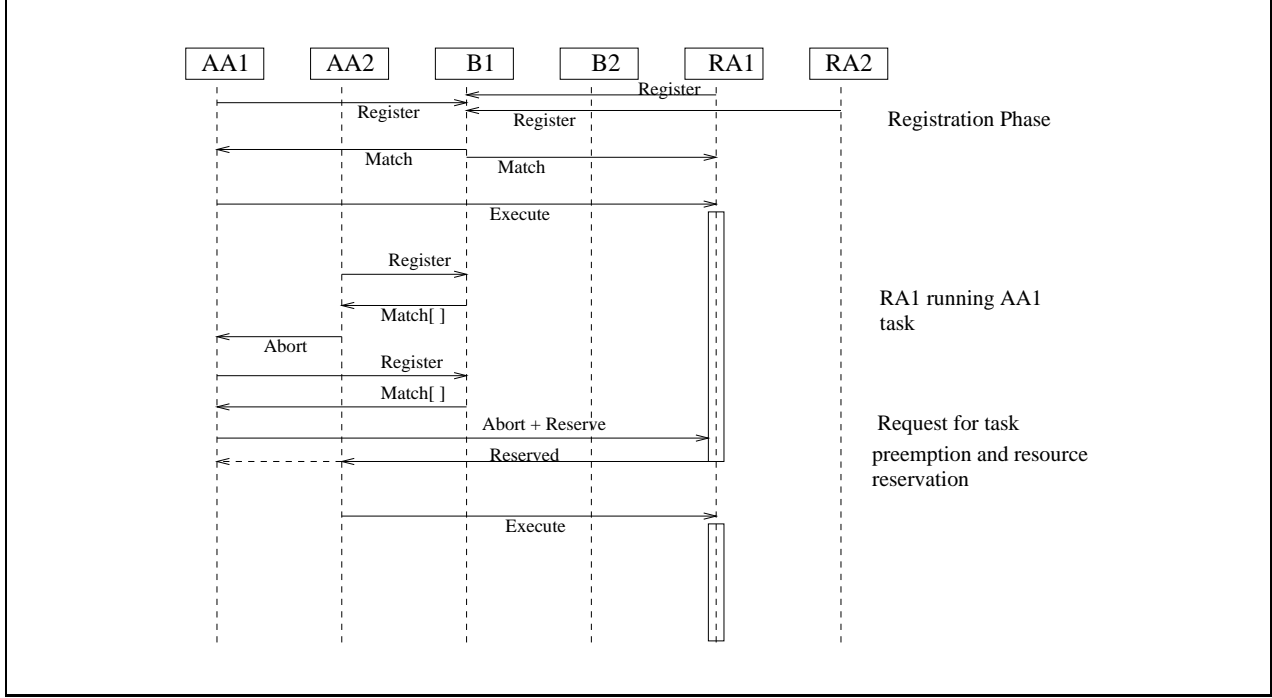 AA1 AA2 B1 B2 RA1 RA2
Register
Register
Register
Registration Phase
Match
Match
Execute
Register
RA1 running AA1
task
Match[ ]
Abort
Register
Match[ ]
Abort + Reserve
Request for task
preemption and resource
reservation
Reserved
Execute